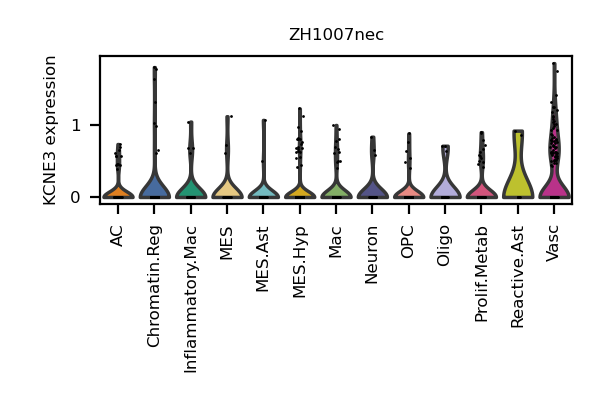 ZH1007nec
KCNE3 expression
1
0
AC
Chromatin.Reg
Inflammatory.Mac
MES
MES.Ast
MES.Hyp
Mac
Neuron
OPC
Oligo
Prolif.Metab
Reactive.Ast
Vasc